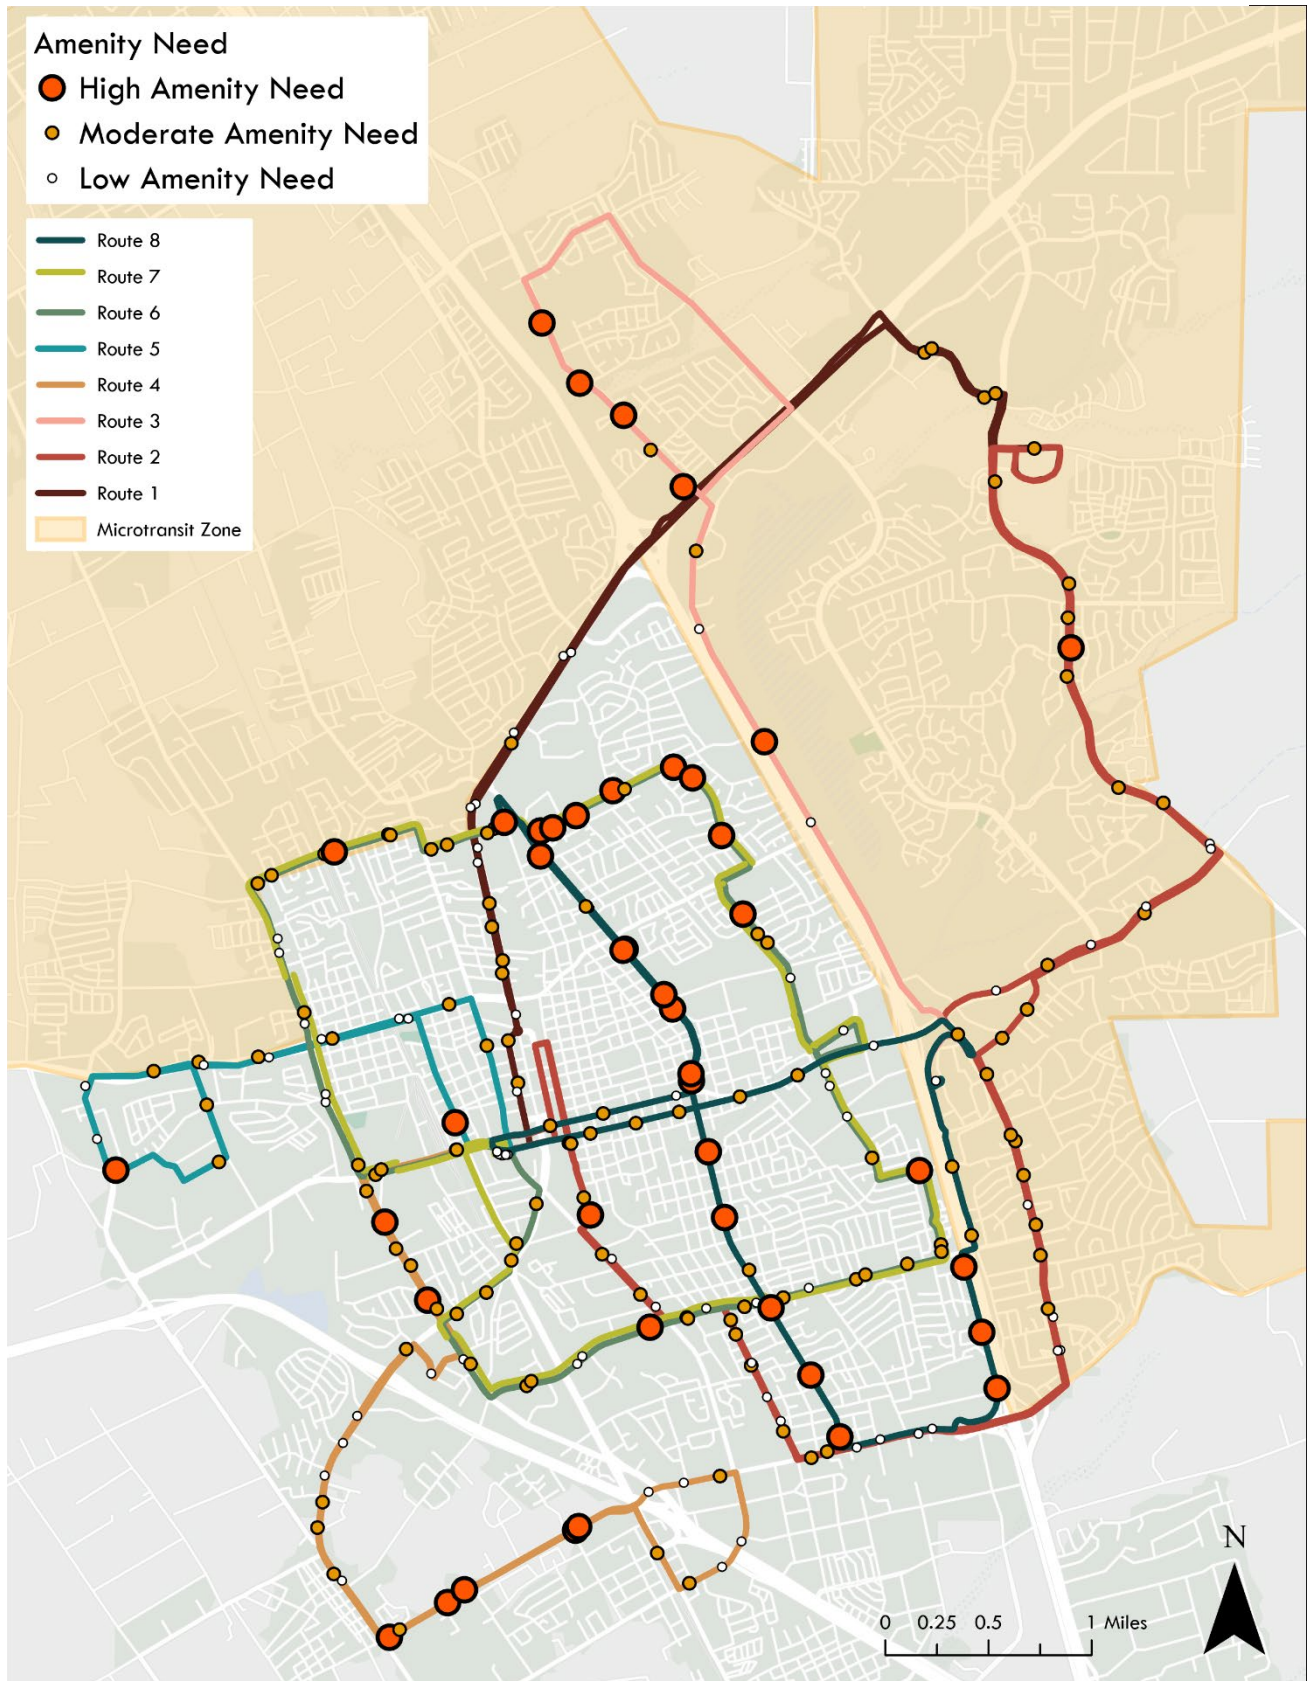 Amenity Need
High Amenity Need
Moderate Amenity Need
Low Amenity Need
Route 8
Route 7
Route 6
Route 5
Route 4
Route 3
Route 2
Route 1
Microtransit Zone
N
0 0.25 0.5 1 Miles